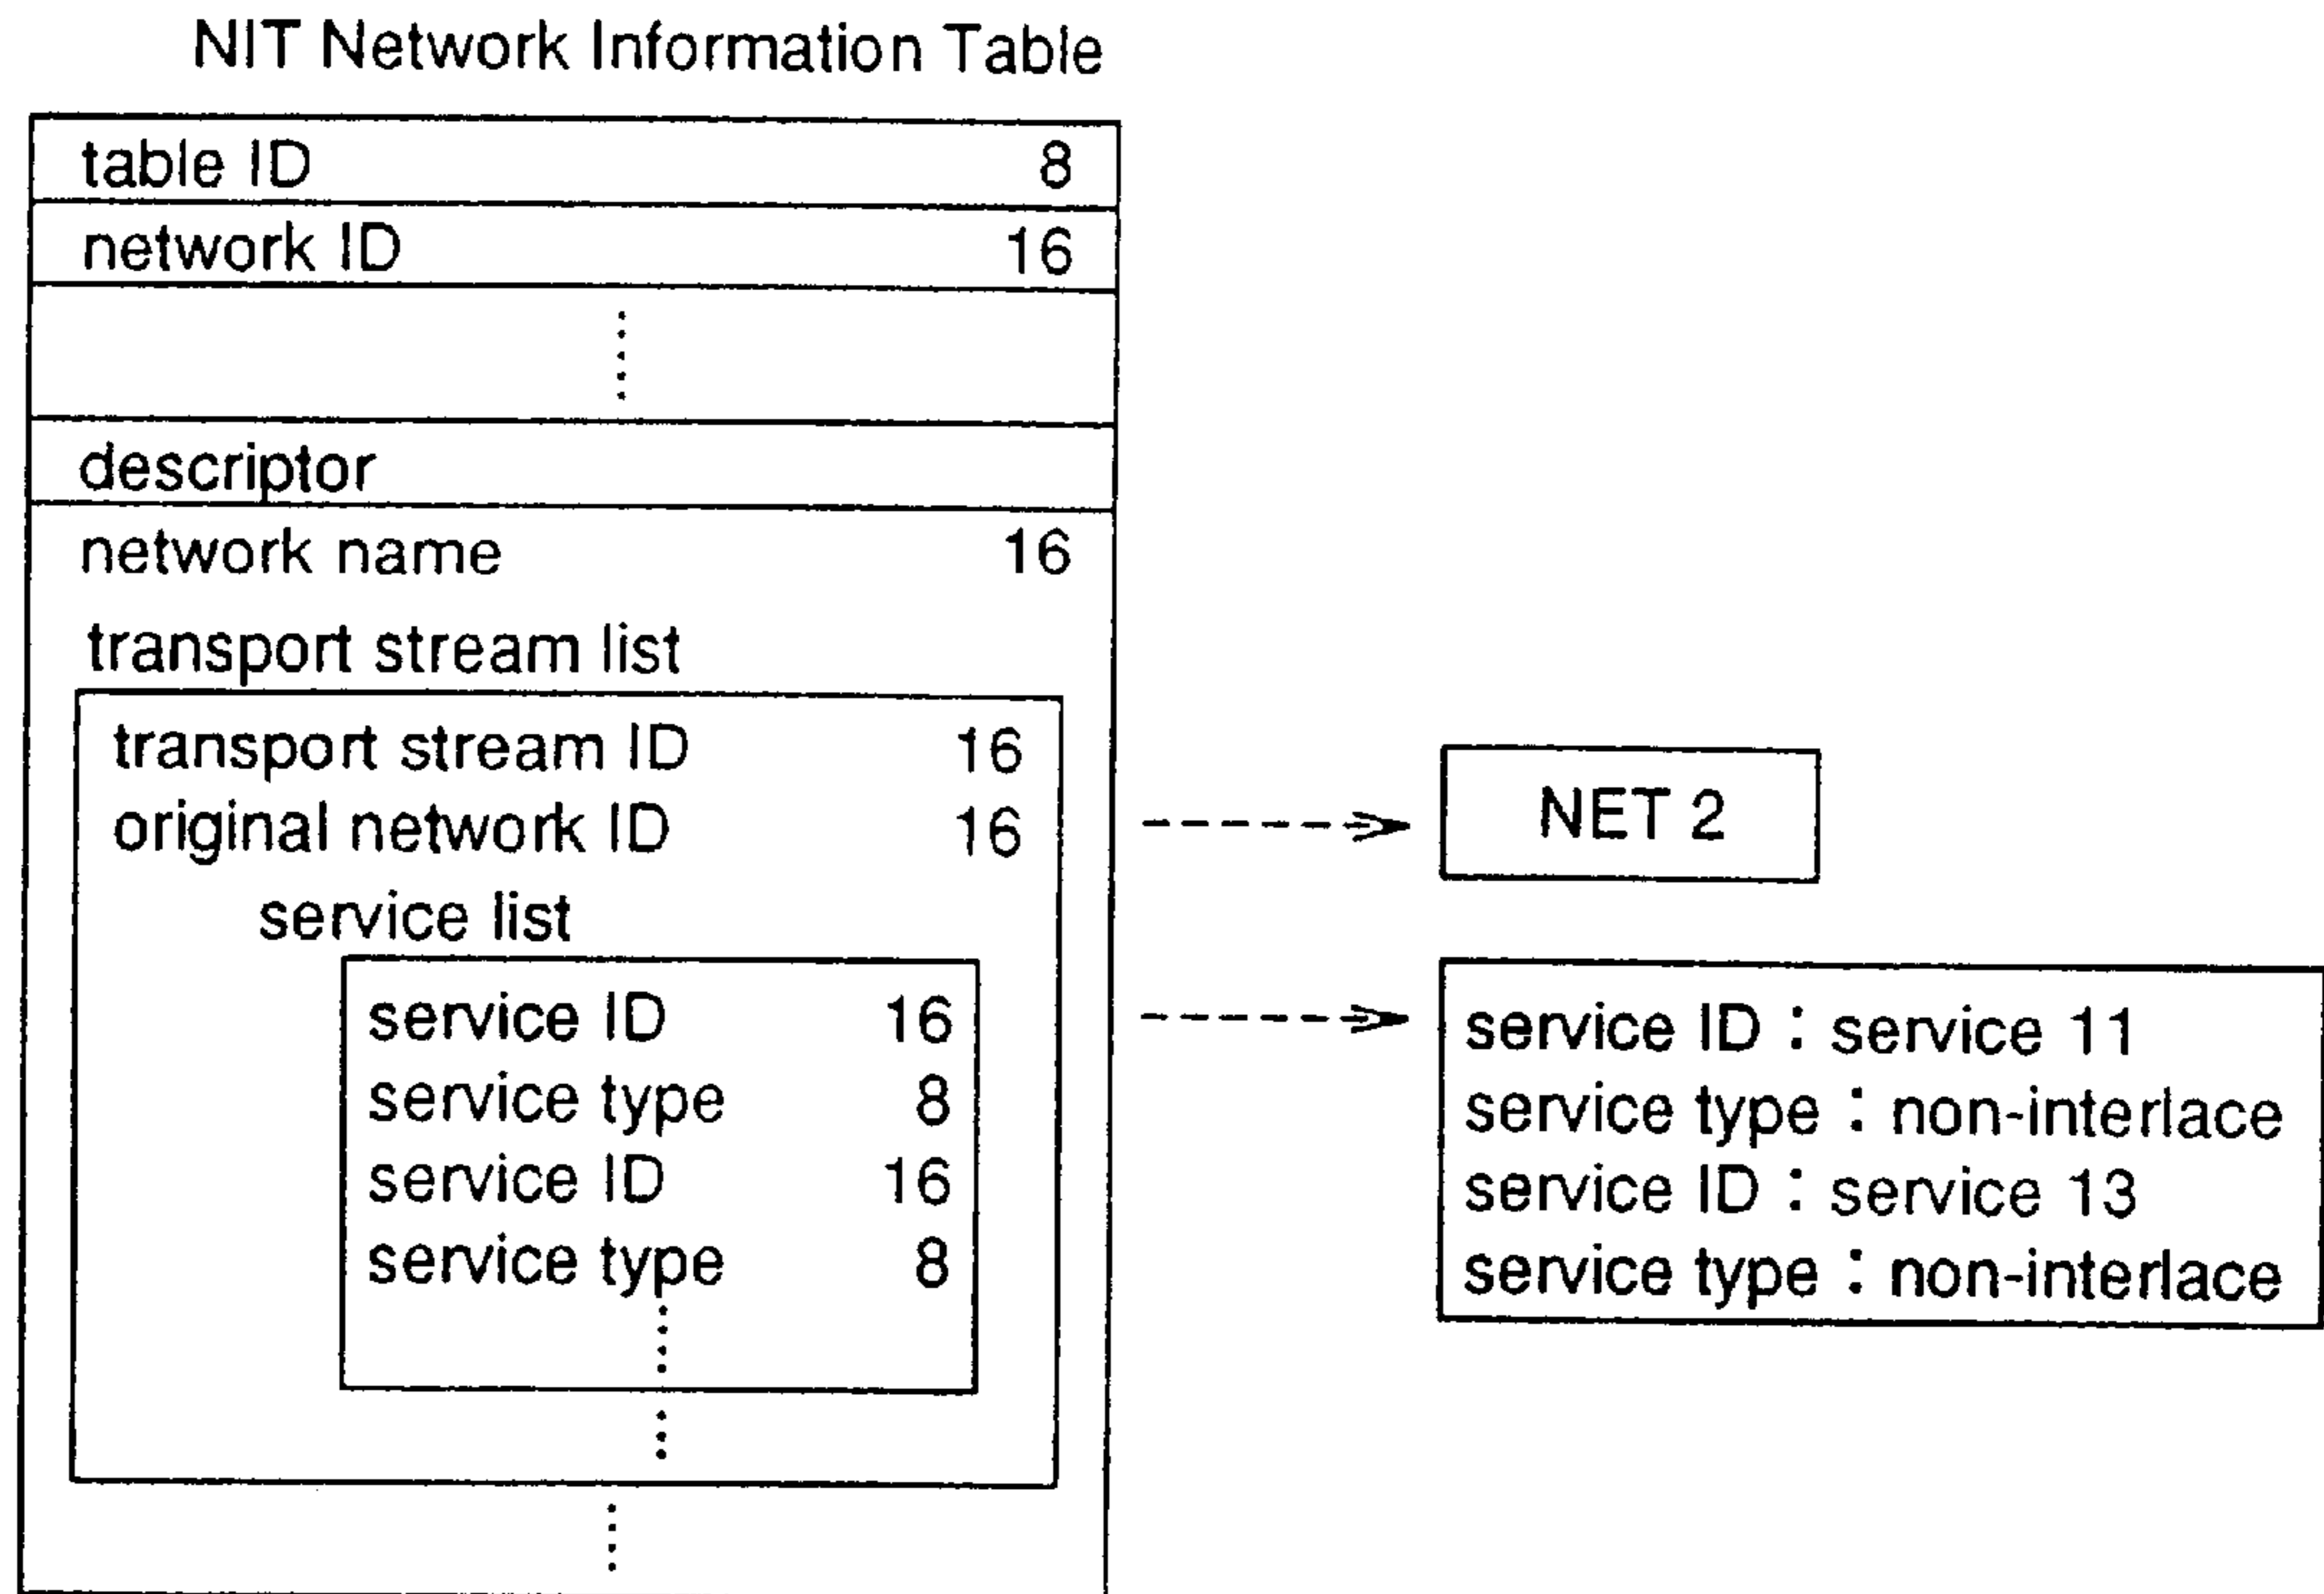 NIT Network Information Table
table ID 8
network ID 16
descriptor
network name 16
transport stream list
transport stream ID 16
original network ID 16
service list
service ID 16
service type 8
service ID 16
service type 8
NET 2
service ID : service 11
service type : non-interlace
service ID : service 13
service type : non-interlace